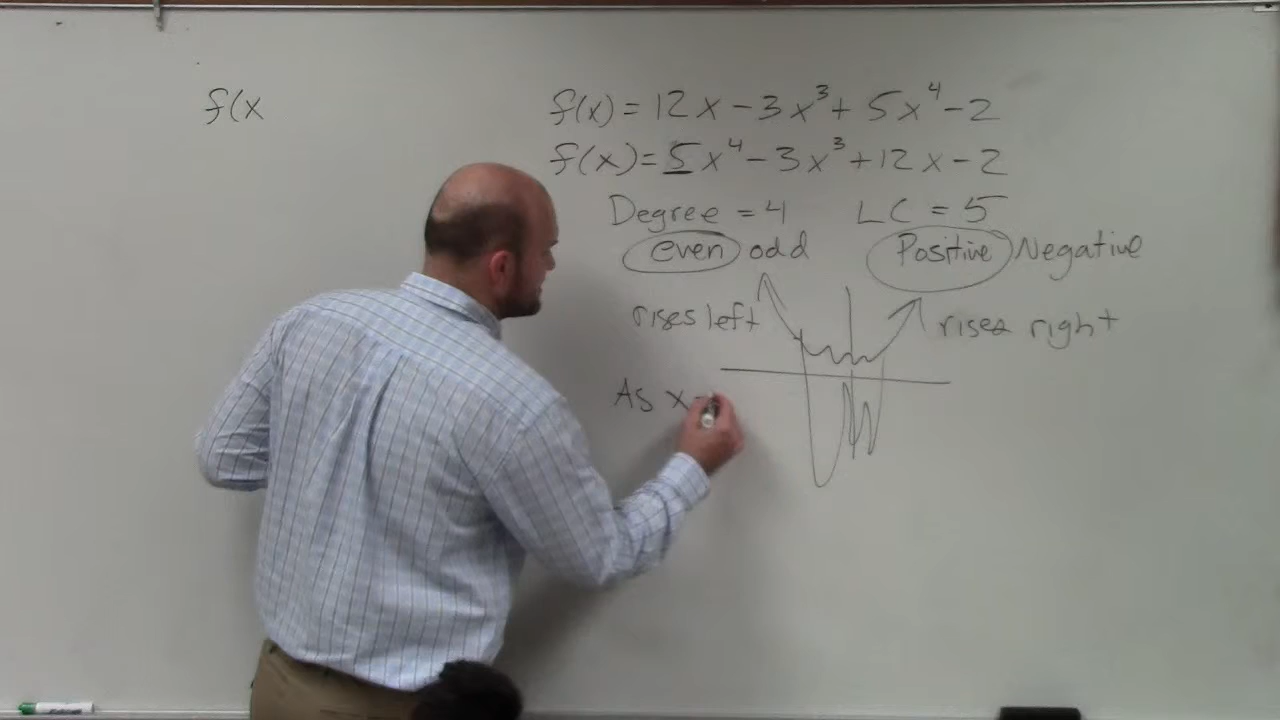 f(x
f(x) = 12x - 3x³ + 5x⁴ - 2
f(x) = 5x⁴ - 3x³ + 12x - 2
Degree = 4 LC = 5
even odd Positive Negative
rises left rises right
As x